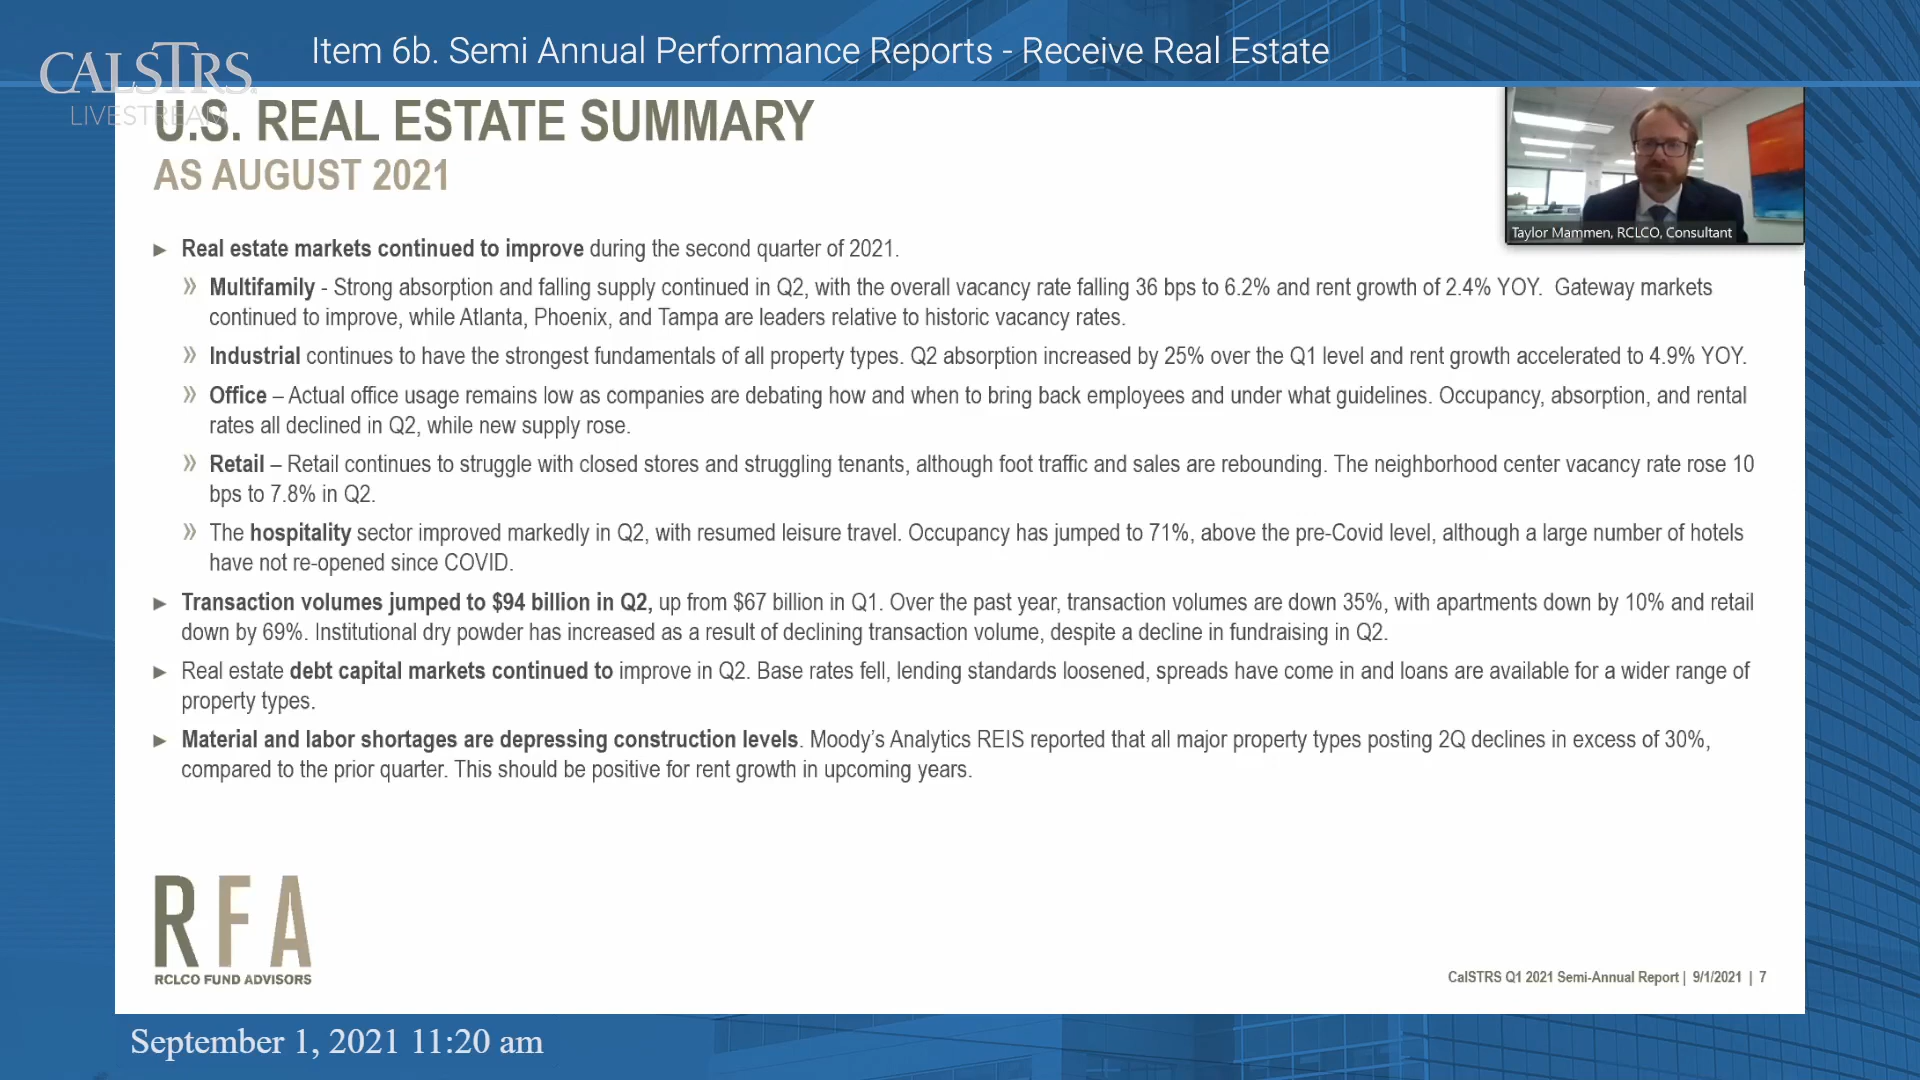 CALSTRS
LIVESTREAM
Item 6b. Semi Annual Performance Reports - Receive Real Estate
U.S. REAL ESTATE SUMMARY
AS AUGUST 2021
Taylor Mammen, RCLCO, Consultant
► Real estate markets continued to improve during the second quarter of 2021.
» Multifamily - Strong absorption and falling supply continued in Q2, with the overall vacancy rate falling 36 bps to 6.2% and rent growth of 2.4% YOY. Gateway markets
continued to improve, while Atlanta, Phoenix, and Tampa are leaders relative to historic vacancy rates.
» Industrial continues to have the strongest fundamentals of all property types. Q2 absorption increased by 25% over the Q1 level and rent growth accelerated to 4.9% YOY.
» Office – Actual office usage remains low as companies are debating how and when to bring back employees and under what guidelines. Occupancy, absorption, and rental
rates all declined in Q2, while new supply rose.
» Retail – Retail continues to struggle with closed stores and struggling tenants, although foot traffic and sales are rebounding. The neighborhood center vacancy rate rose 10
bps to 7.8% in Q2.
» The hospitality sector improved markedly in Q2, with resumed leisure travel. Occupancy has jumped to 71%, above the pre-Covid level, although a large number of hotels
have not re-opened since COVID.
► Transaction volumes jumped to $94 billion in Q2, up from $67 billion in Q1. Over the past year, transaction volumes are down 35%, with apartments down by 10% and retail
down by 69%. Institutional dry powder has increased as a result of declining transaction volume, despite a decline in fundraising in Q2.
► Real estate debt capital markets continued to improve in Q2. Base rates fell, lending standards loosened, spreads have come in and loans are available for a wider range of
property types.
► Material and labor shortages are depressing construction levels. Moody's Analytics REIS reported that all major property types posting 2Q declines in excess of 30%,
compared to the prior quarter. This should be positive for rent growth in upcoming years.
RFA
RCLCO FUND ADVISORS
CalSTRS Q1 2021 Semi-Annual Report | 9/1/2021 | 7
September 1, 2021 11:20 am